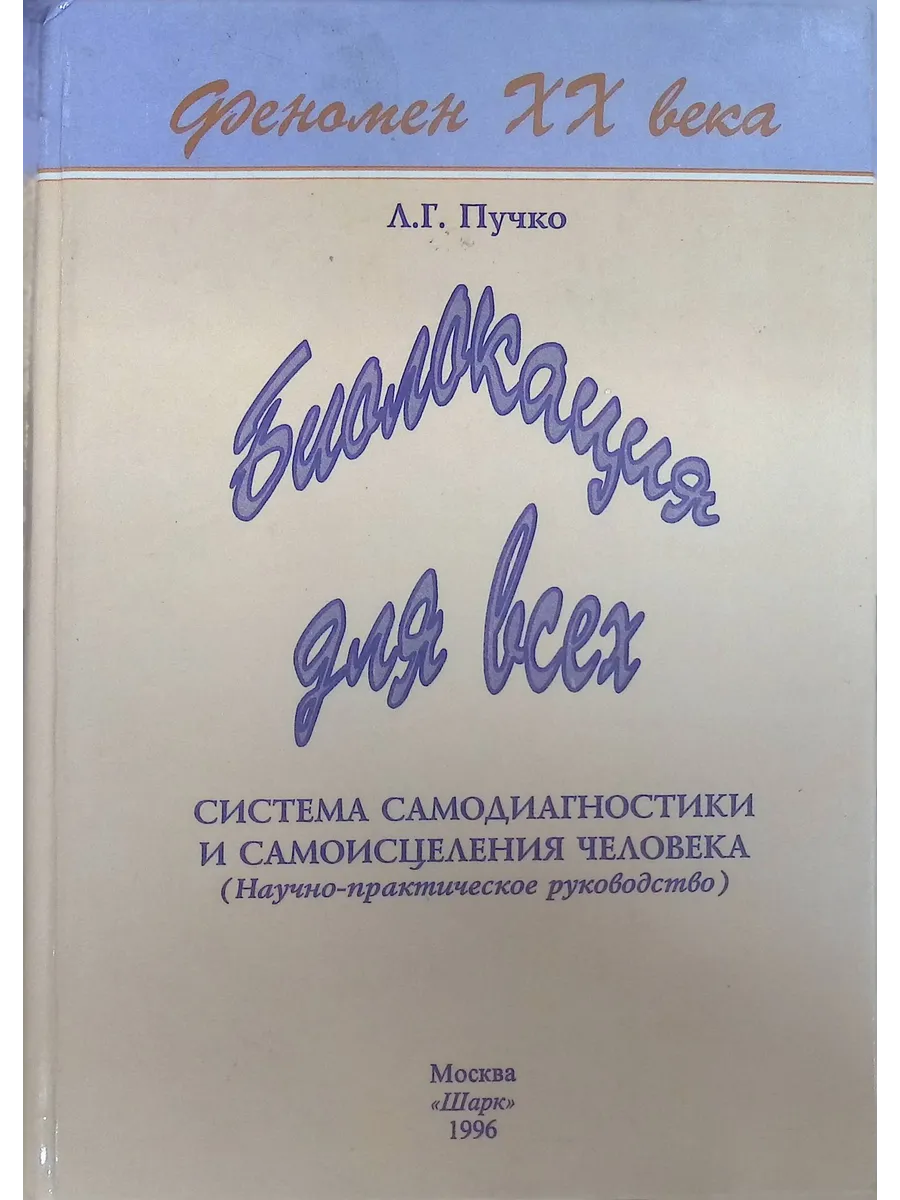 Феномен XX века
Л.Г. Пучко
Биолокация
для всех
СИСТЕМА САМОДИАГНОСТИКИ
И САМОИСЦЕЛЕНИЯ ЧЕЛОВЕКА
(Научно-практическое руководство)
Москва
«Шарк»
1996